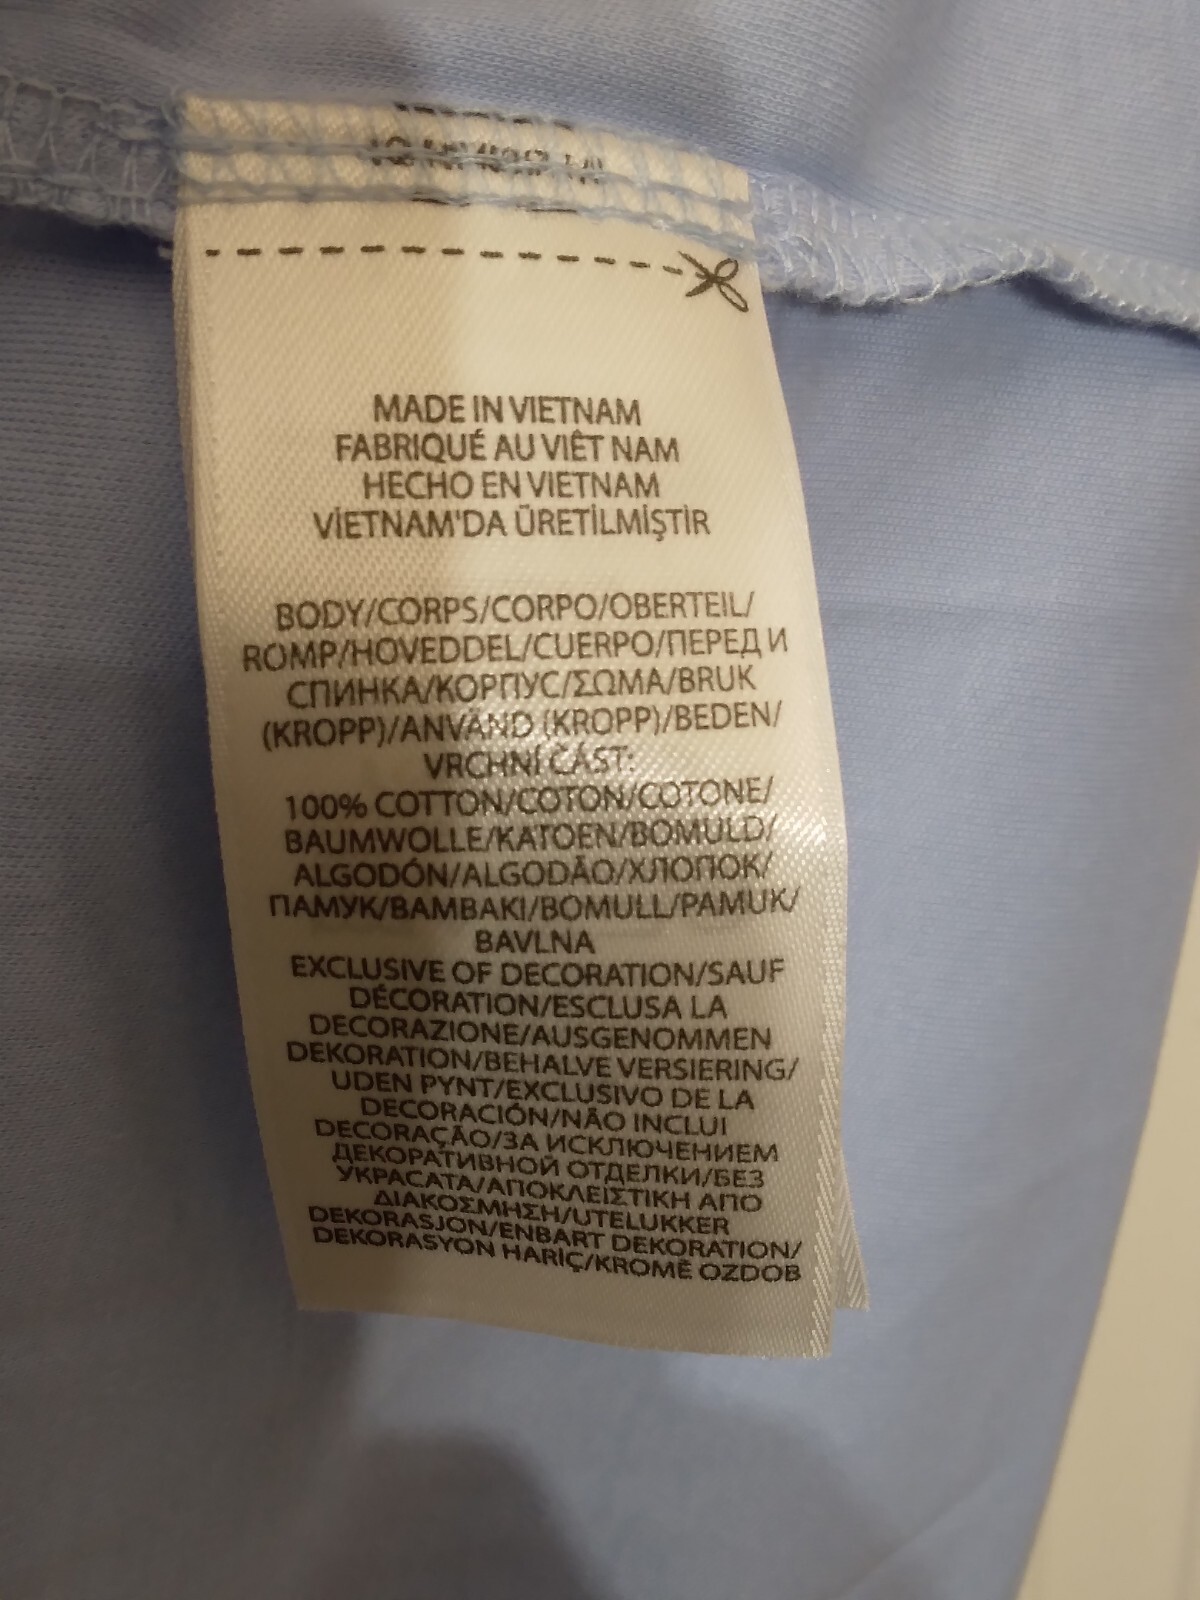 MADE IN VIETNAM
FABRIQUÉ AU VIÊT NAM
HECHO EN VIETNAM
VİETNAM'DA ÜRETİLMİŞTİR
BODY/CORPS/CORPO/OBERTEIL/
ROMP/HOVEDDEL/CUERPO/ПЕРЕД И
СПИНКА/КОРПУС/ΣΩΜΑ/BRUK
(KROPP)/ANVÄND (KROPP)/BEDEN/
VRCHNÍ ČÁST:
100% COTTON/COTON/COTONE/
BAUMWOLLE/KATOEN/BOMULD/
ALGODÓN/ALGODÃO/ХЛОПОК/
ПАМУК/BAMBAKI/BOMULL/PAMUK/
BAVLNA
EXCLUSIVE OF DECORATION/SAUF
DÉCORATION/ESCLUSA LA
DECORAZIONE/AUSGENOMMEN
DEKORATION/BEHALVE VERSIERING/
UDEN PYNT/EXCLUSIVO DE LA
DECORACIÓN/NÃO INCLUI
DECORAÇÃO/ЗА ИСКЛЮЧЕНИЕМ
ДЕКОРАТИВНОЙ ОТДЕЛКИ/БЕЗ
УКРАСАТА/ΑΠΟΚΛΕΙΣΤΙΚΗ ΑΠΟ
ΔΙΑΚΟΣΜΗΣΗ/UTELUKKER
DEKORASJON/ENBART DEKORATION/
DEKORASYON HARİÇ/KROMĚ OZDOB